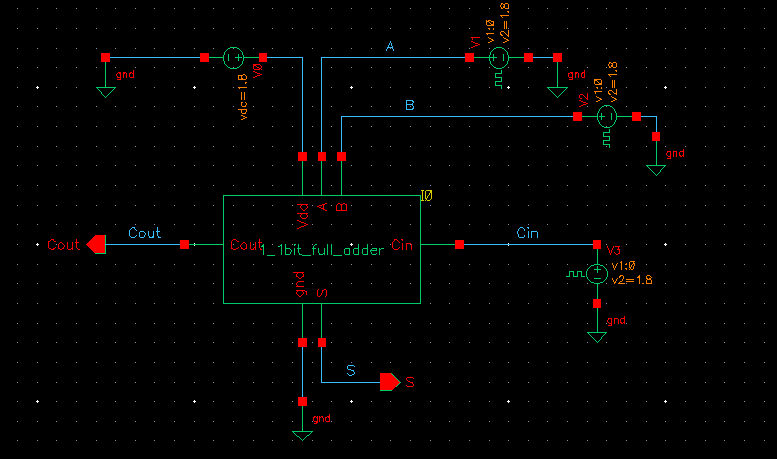 V1
v1:0
v2=1.8
A
gnd
V0
vdc=1.8
gnd
V2
v1:0
v2=1.8
B
gnd
I0
Vdd
A
B
Cout
Cout
Cout
1_1bit_full_adder
Cin
Cin
V3
v1:0
v2=1.8
gnd
S
gnd
S
S
gnd